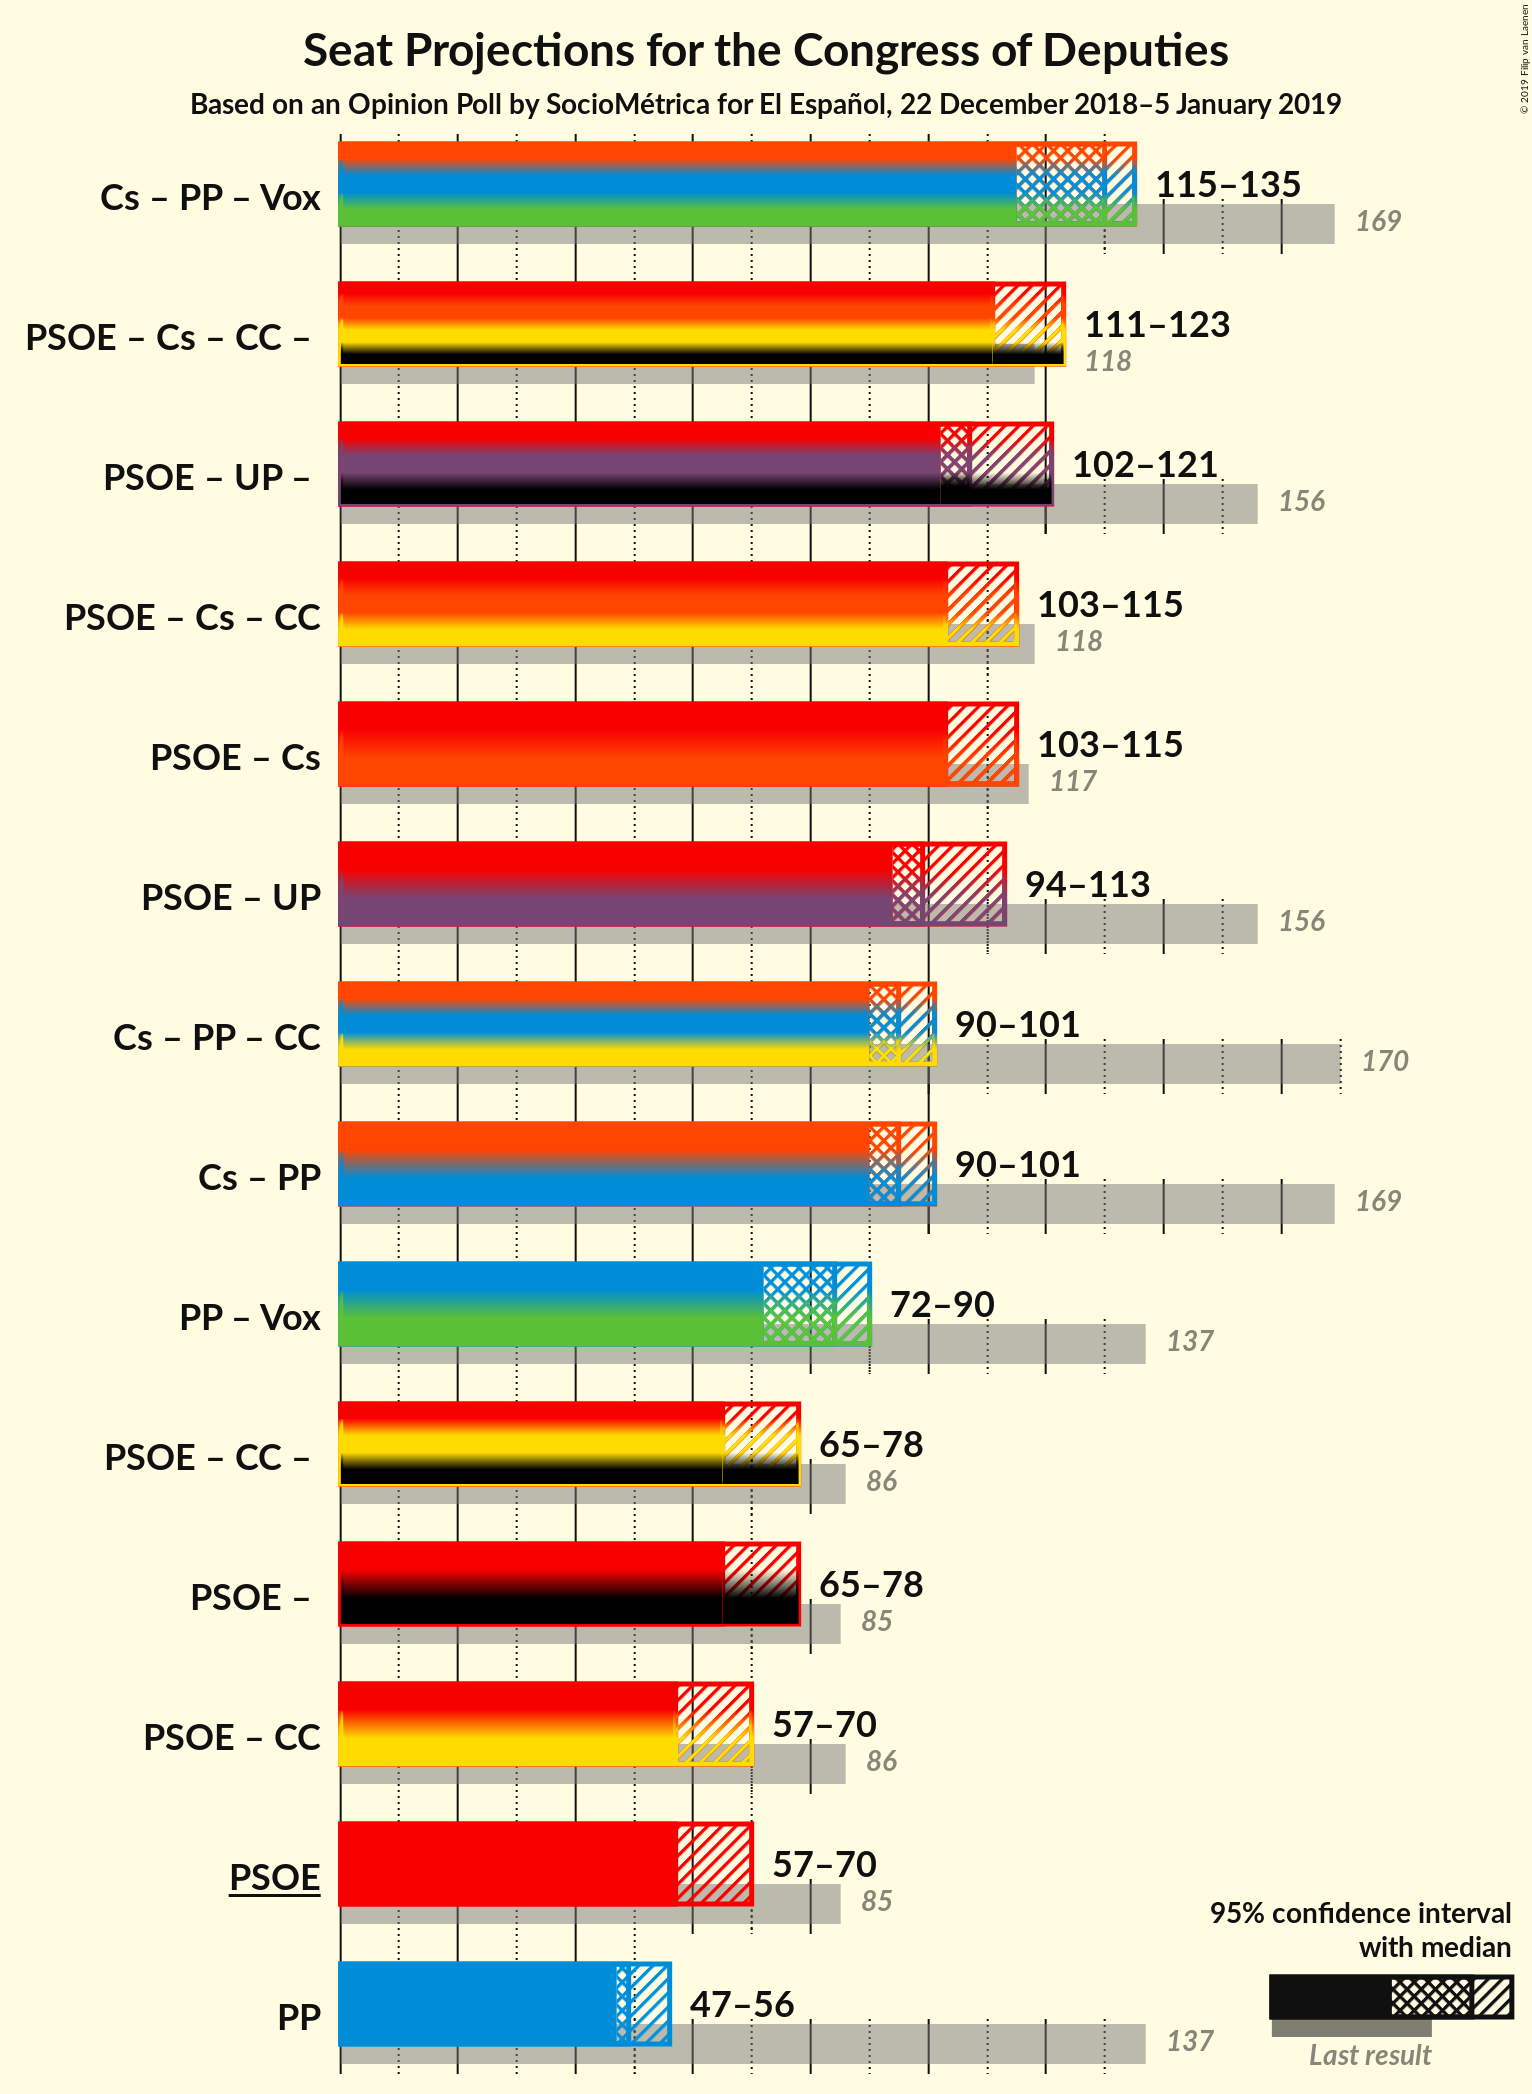 Seat Projections for the Congress of Deputies
Based on an Opinion Poll by SocioMétrica for El Español, 22 December 2018–5 January 2019
© 2019 Filip van Laenen
Cs – PP – Vox
115–135
169
PSOE – Cs – CC –
111–123
118
PSOE – UP –
102–121
156
PSOE – Cs – CC
103–115
118
PSOE – Cs
103–115
117
PSOE – UP
94–113
156
Cs – PP – CC
90–101
170
Cs – PP
90–101
169
PP – Vox
72–90
137
PSOE – CC –
65–78
86
PSOE –
65–78
85
PSOE – CC
57–70
86
PSOE
57–70
85
PP
47–56
137
95% confidence interval
with median
Last result